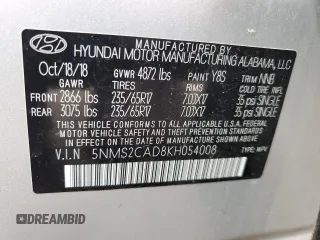 MANUFACTURED BY
HYUNDAI MOTOR MANUFACTURING ALABAMA, LLC
Oct/18/18 GVWR 4872 lbs PAINT Y8S TRIM NNB
GAWR TIRES RIMS COLD TIRE INFL.
FRONT 2866 lbs 235/65R17 7.0JX17 35 psi SINGLE
REAR 3075 lbs 235/65R17 7.0JX17 35 psi SINGLE
THIS VEHICLE CONFORMS TO ALL APPLICABLE U.S. FEDERAL MOTOR
VEHICLE SAFETY AND THEFT PREVENTION STANDARDS IN EFFECT
ON THE DATE OF MANUFACTURE SHOWN ABOVE.
V.I.N 5NMS2CAD8KH054008 TYPE: MPV
DREAMBID